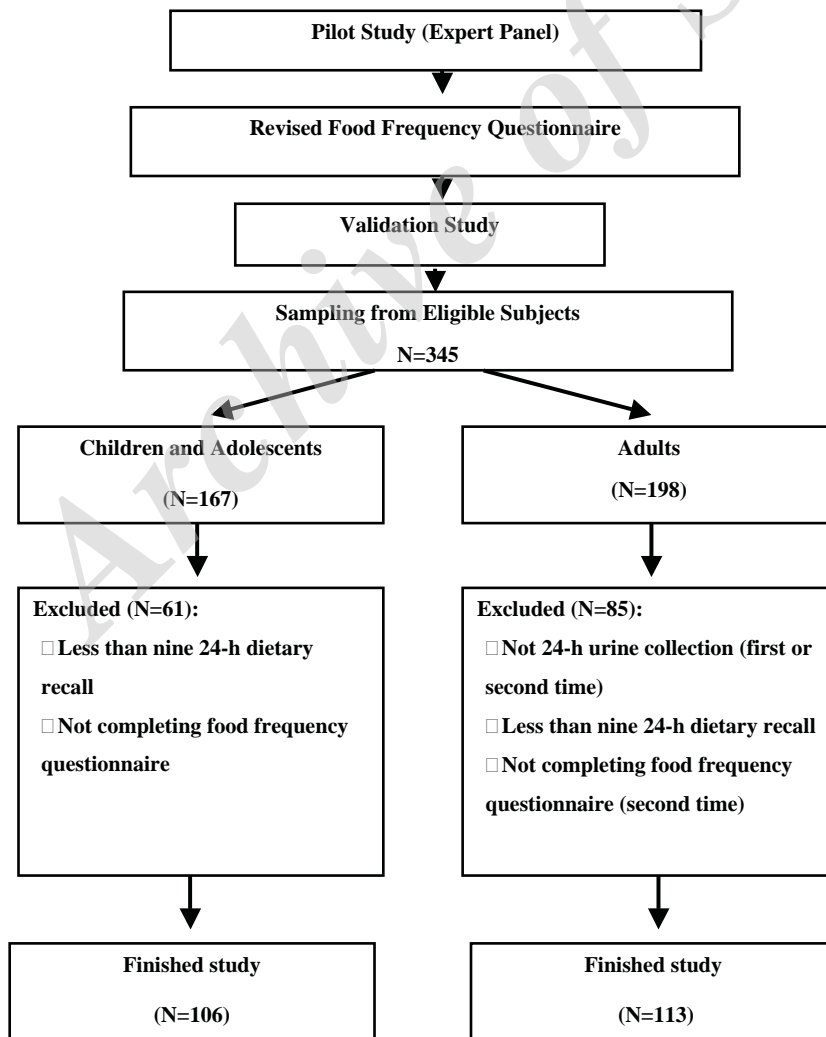 Pilot Study (Expert Panel)
Revised Food Frequency Questionnaire
Validation Study
Sampling from Eligible Subjects
N=345
Children and Adolescents
(N=167)
Adults
(N=198)
Excluded (N=61):
□Less than nine 24-h dietary
recall
□Not completing food frequency
questionnaire
Excluded (N=85):
□Not 24-h urine collection (first or
second time)
□Less than nine 24-h dietary recall
□Not completing food frequency
questionnaire (second time)
Finished study
(N=106)
Finished study
(N=113)
Archive of S